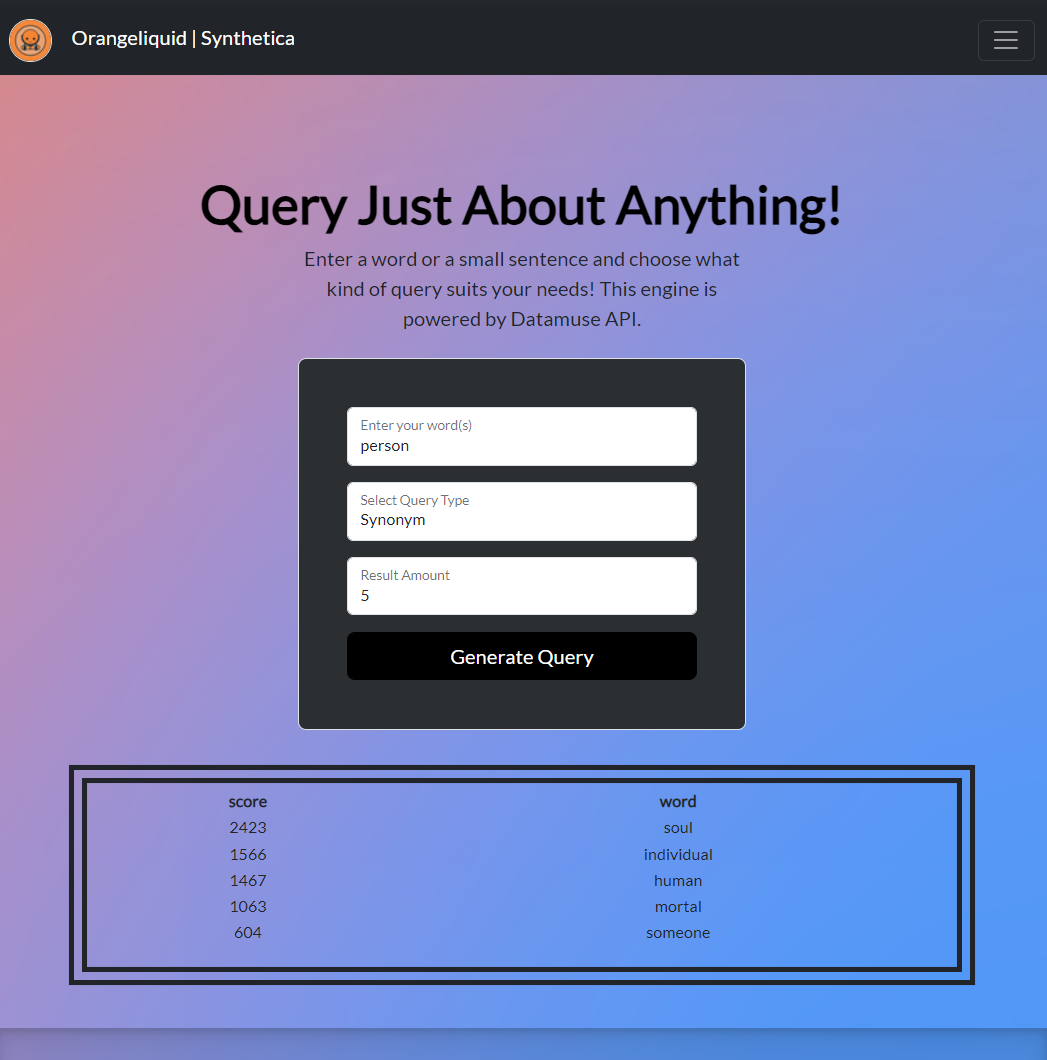 Orangeliquid | Synthetica
Query Just About Anything!
Enter a word or a small sentence and choose what
kind of query suits your needs! This engine is
powered by Datamuse API.
Enter your word(s)
person
Select Query Type
Synonym
Result Amount
5
Generate Query
score word
2423 soul
1566 individual
1467 human
1063 mortal
604 someone